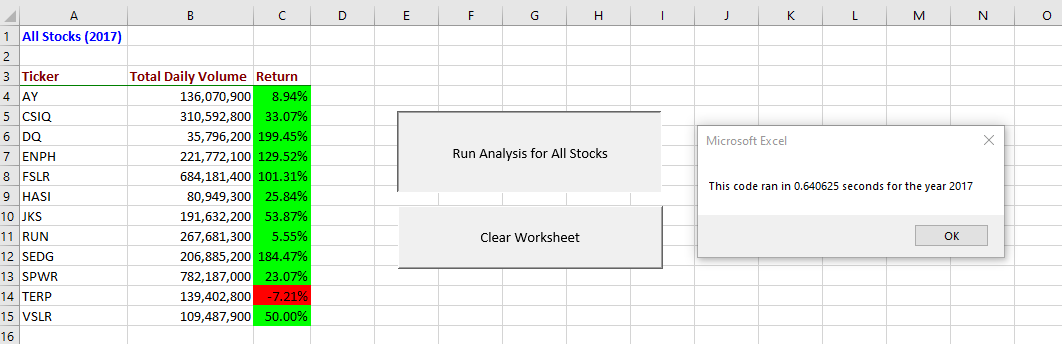 A B C D E F G H I J K L M N O
1 All Stocks (2017)
2
3 Ticker Total Daily Volume Return
4 AY 136,070,900 8.94%
5 CSIQ 310,592,800 33.07%
6 DQ 35,796,200 199.45%
7 ENPH 221,772,100 129.52%
8 FSLR 684,181,400 101.31%
9 HASI 80,949,300 25.84%
10 JKS 191,632,200 53.87%
11 RUN 267,681,300 5.55%
12 SEDG 206,885,200 184.47%
13 SPWR 782,187,000 23.07%
14 TERP 139,402,800 -7.21%
15 VSLR 109,487,900 50.00%
16
Run Analysis for All Stocks
Clear Worksheet
Microsoft Excel
This code ran in 0.640625 seconds for the year 2017
OK